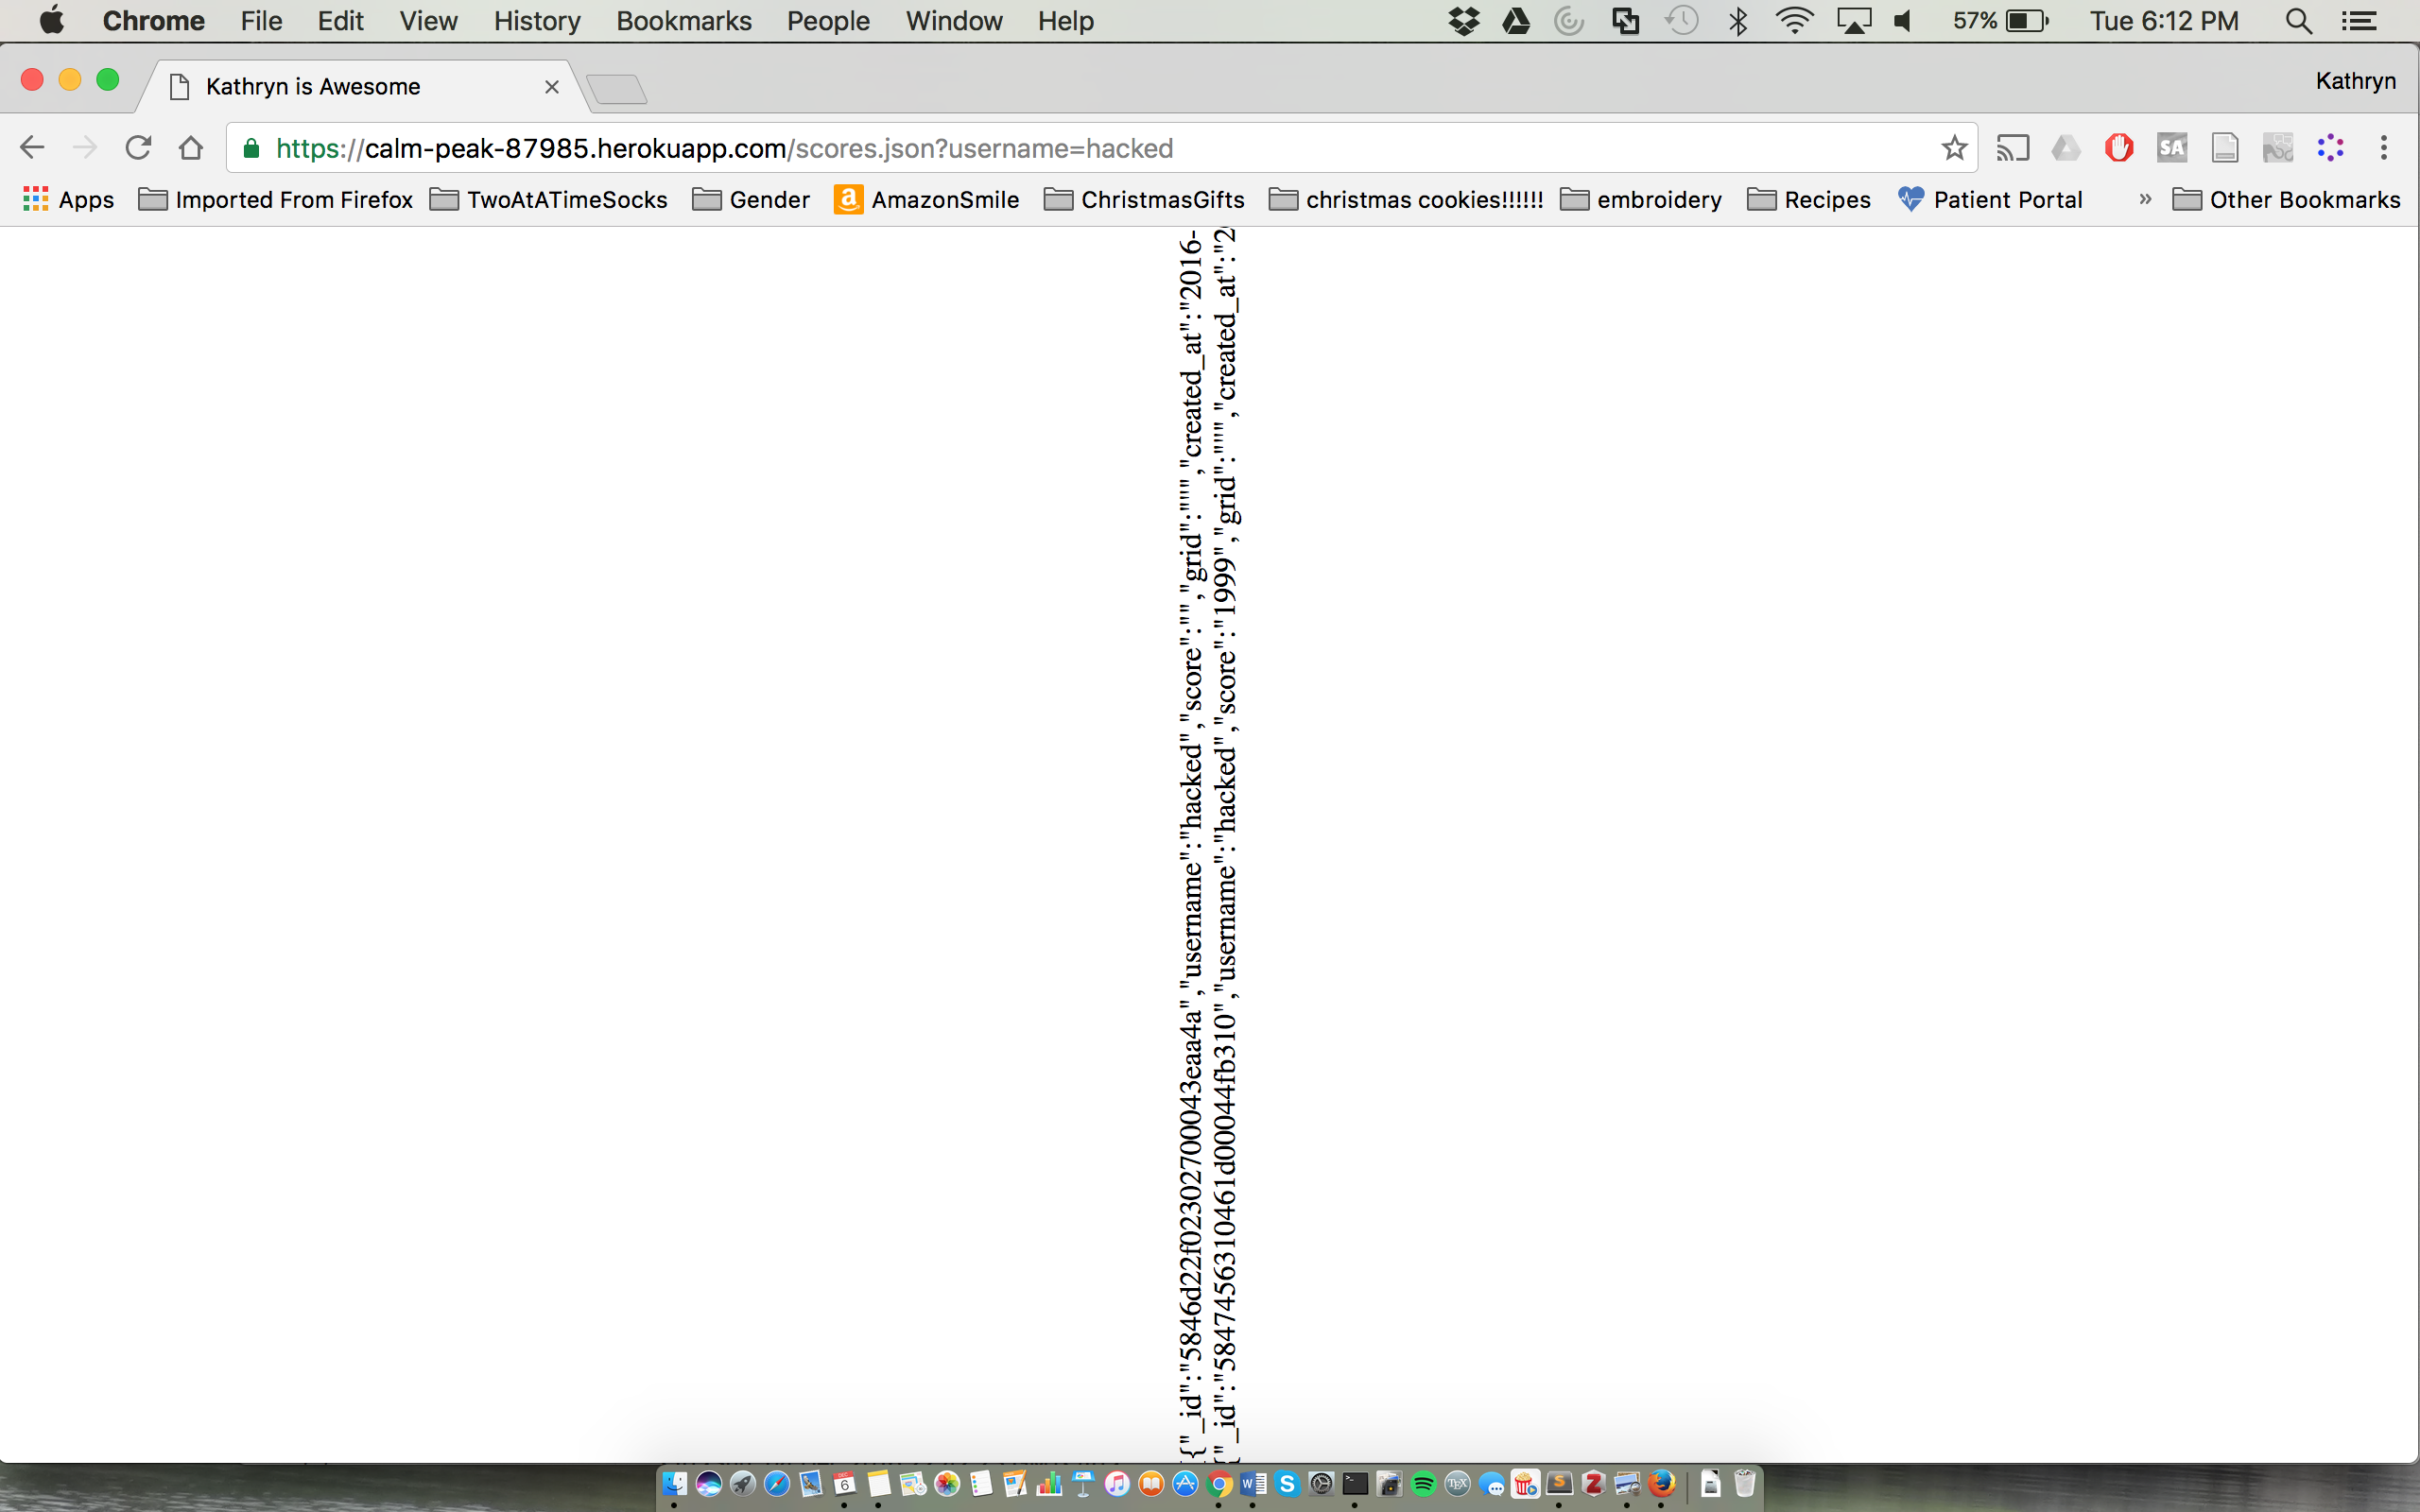 Chrome File Edit View History Bookmarks People Window Help 57% Tue 6:12 PM
Kathryn is Awesome Kathryn
https://calm-peak-87985.herokuapp.com/scores.json?username=hacked SA
Apps Imported From Firefox TwoAtATimeSocks Gender AmazonSmile ChristmasGifts christmas cookies!!!!!! embroidery Recipes Patient Portal » Other Bookmarks
[{"_id":"5846d22f02302700043eaa4a","username":"hacked","score":"","grid":"""","created_at":"2016-
{"_id":"5847456310461d00044fb310","username":"hacked","score":"1999","grid":"""","created_at":"2